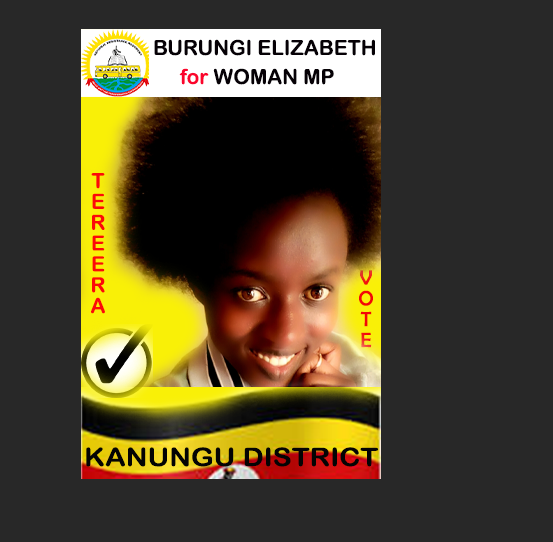 BURUNGI ELIZABETH
for WOMAN MP
TEREERA
VOTE
KANUNGU DISTRICT